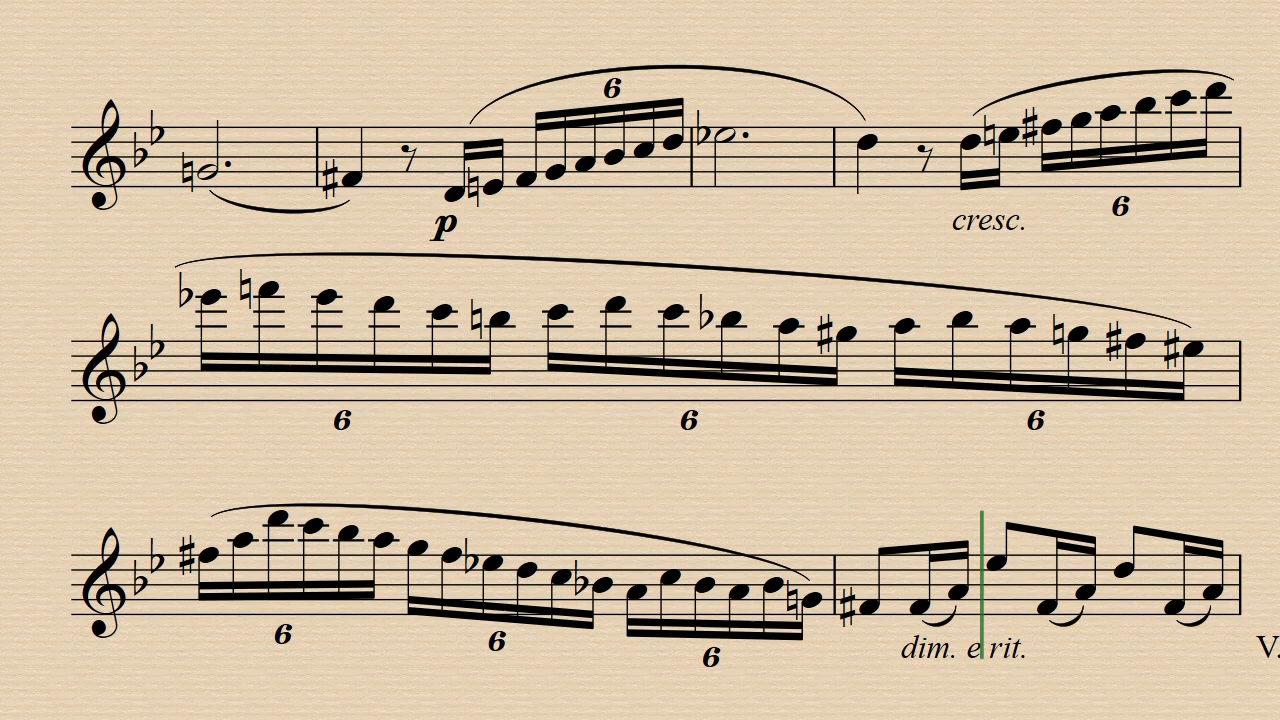 6
p
cresc.
6
6 6 6
6 6 6
dim. e rit.
V.